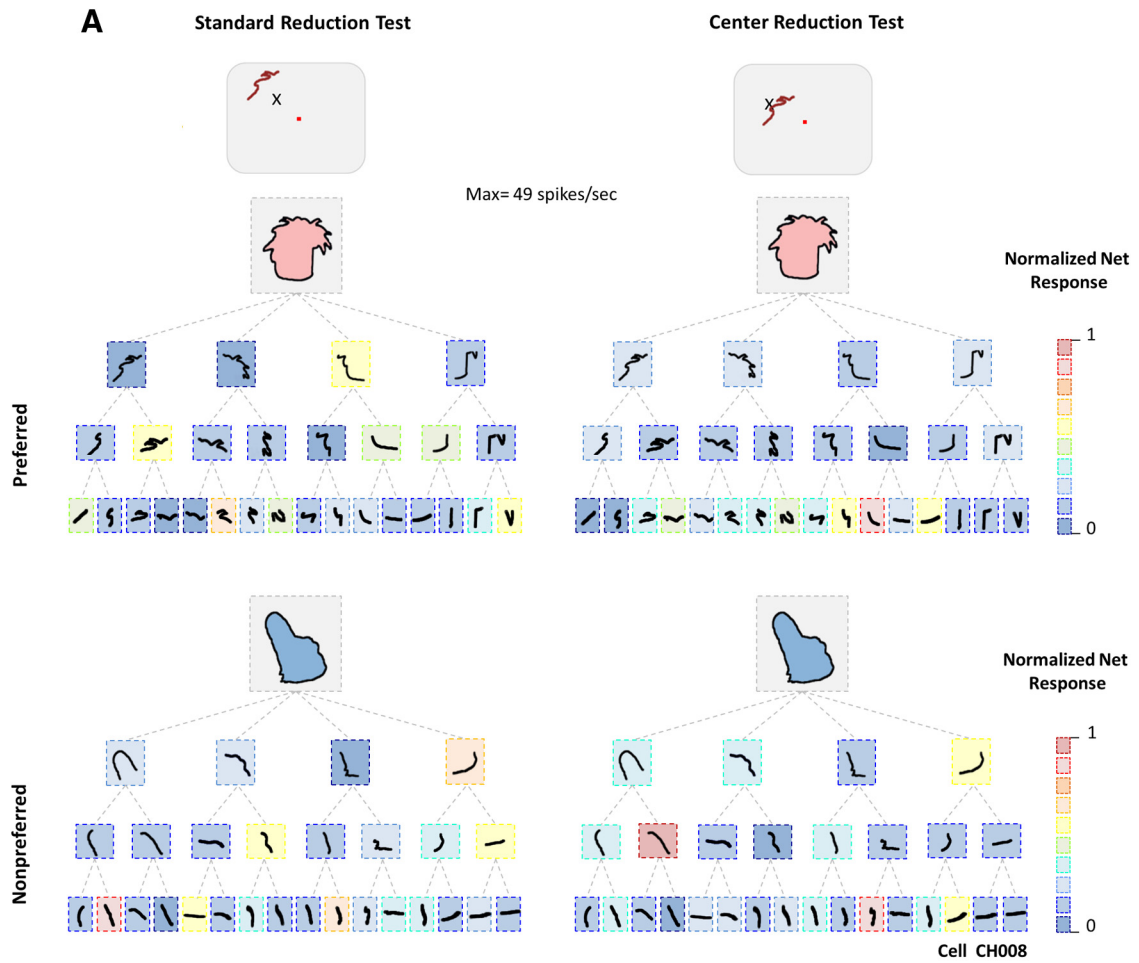 A
Standard Reduction Test
Center Reduction Test
X
X
Max= 49 spikes/sec
Normalized Net
Response
1
0
Preferred
Normalized Net
Response
1
0
Nonpreferred
Cell CH008